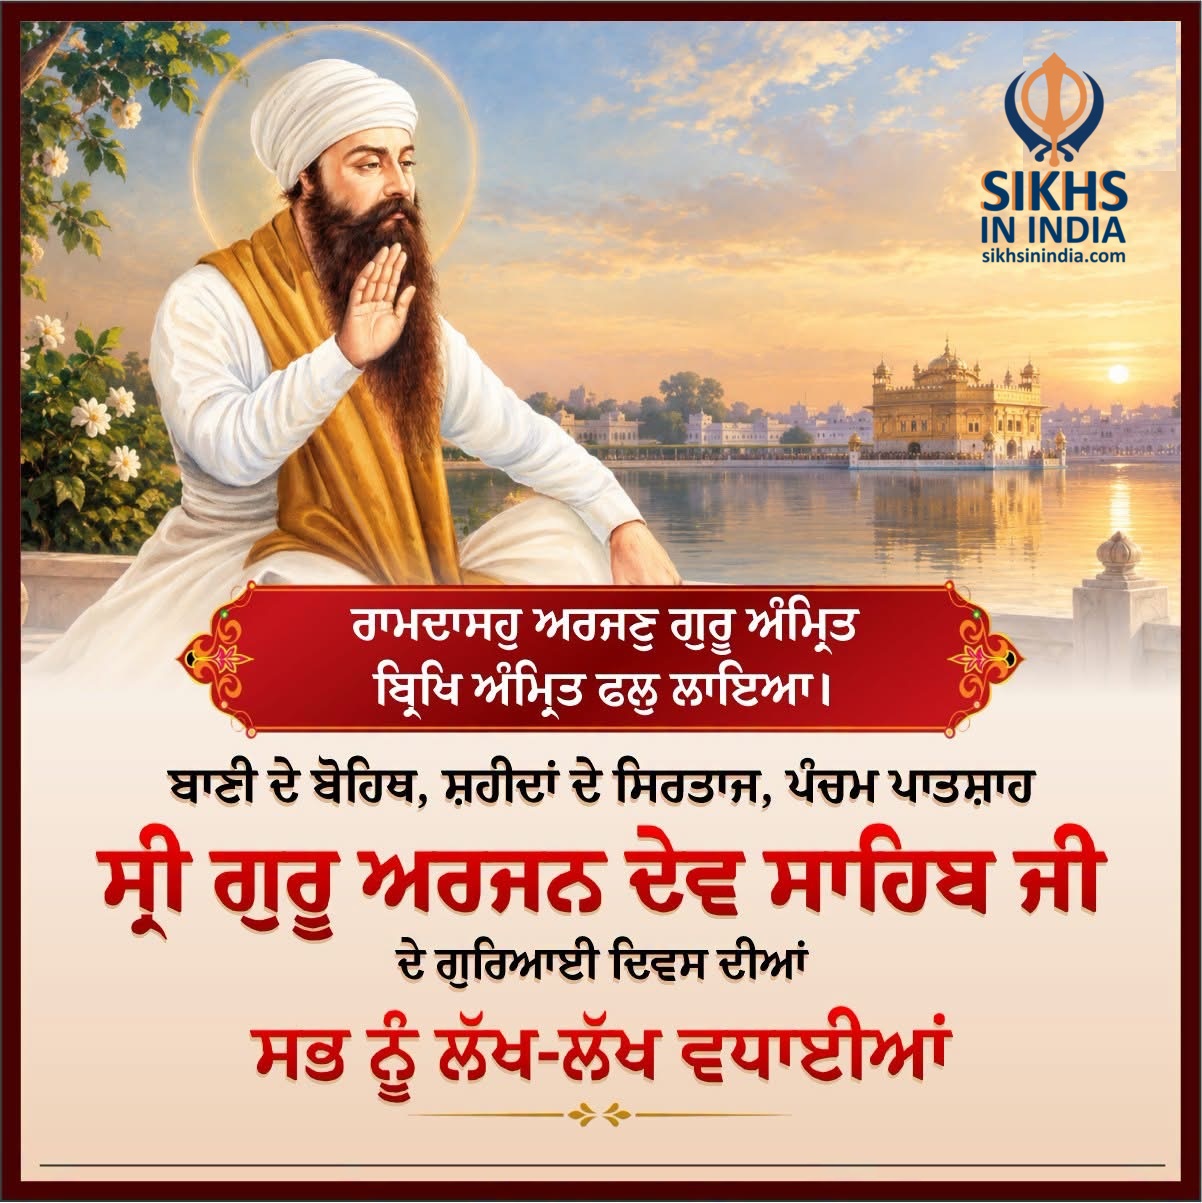 SIKHS
IN INDIA
sikhsinindia.com
ਰਾਮਦਾਸਹੁ ਅਰਜਣੁ ਗੁਰੂ ਅੰਮ੍ਰਿਤ
ਬ੍ਰਿਖਿ ਅੰਮ੍ਰਿਤ ਫਲੁ ਲਾਇਆ।
ਬਾਣੀ ਦੇ ਬੋਹਿਥ, ਸ਼ਹੀਦਾਂ ਦੇ ਸਿਰਤਾਜ, ਪੰਚਮ ਪਾਤਸ਼ਾਹ
ਸ੍ਰੀ ਗੁਰੂ ਅਰਜਨ ਦੇਵ ਸਾਹਿਬ ਜੀ
ਦੇ ਗੁਰਿਆਈ ਦਿਵਸ ਦੀਆਂ
ਸਭ ਨੂੰ ਲੱਖ-ਲੱਖ ਵਧਾਈਆਂ